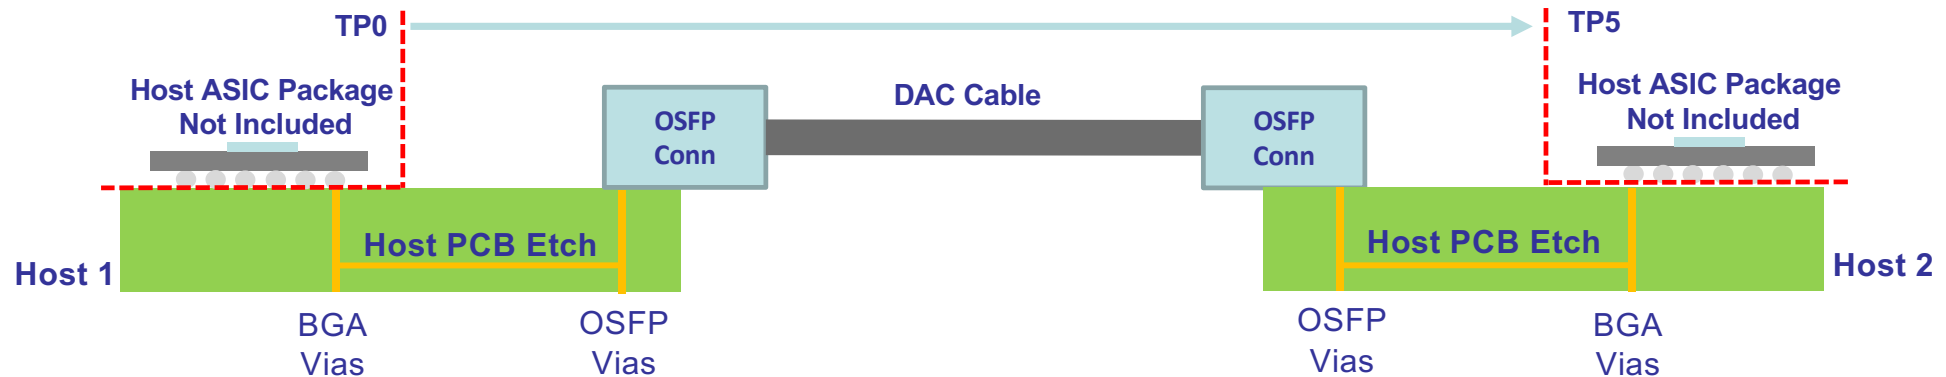 TP0
TP5
Host ASIC Package
Not Included
OSFP
Conn
DAC Cable
OSFP
Conn
Host ASIC Package
Not Included
Host 1
Host PCB Etch
Host PCB Etch
Host 2
BGA
Vias
OSFP
Vias
OSFP
Vias
BGA
Vias